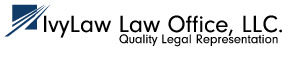 IvyLaw Law Office, LLC.
Quality Legal Representation